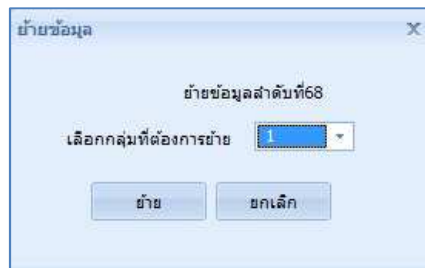 ย้ายข้อมูล
ย้ายข้อมูลลำดับที่68
เลือกกลุ่มที่ต้องการย้าย 1
ย้าย ยกเลิก